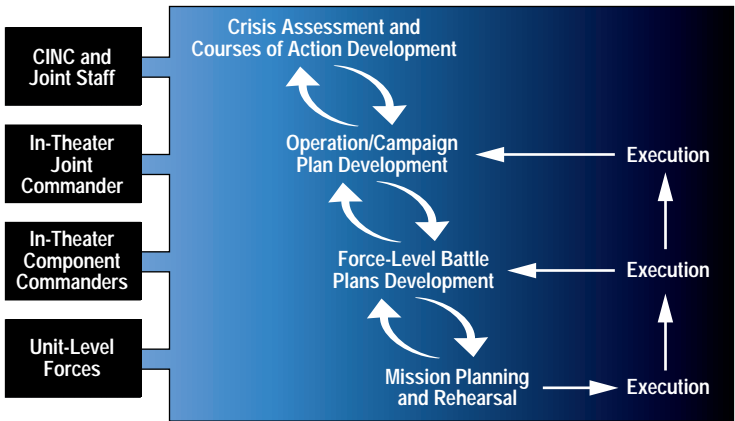 CINC and
Joint Staff
In-Theater
Joint
Commander
In-Theater
Component
Commanders
Unit-Level
Forces
Crisis Assessment and
Courses of Action Development
Operation/Campaign
Plan Development
Execution
Force-Level Battle
Plans Development
Execution
Mission Planning
and Rehearsal
Execution